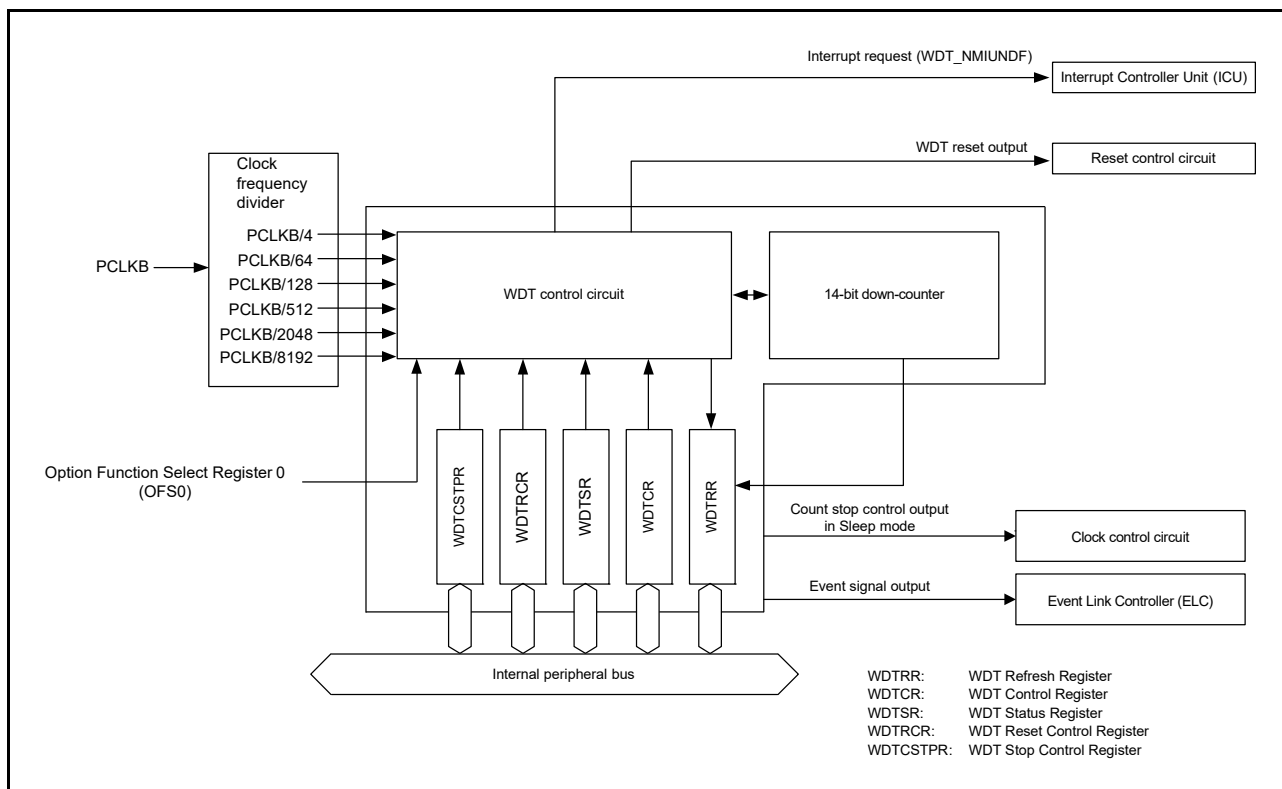 Interrupt request (WDT_NMIUNDF)
Interrupt Controller Unit (ICU)
WDT reset output
Reset control circuit
Clock
frequency
divider
PCLKB
PCLKB/4
PCLKB/64
PCLKB/128
PCLKB/512
PCLKB/2048
PCLKB/8192
WDT control circuit
14-bit down-counter
Option Function Select Register 0
(OFS0)
WDTCSTPR
WDTRCR
WDTSR
WDTCR
WDTRR
Count stop control output
in Sleep mode
Clock control circuit
Event signal output
Event Link Controller (ELC)
Internal peripheral bus
WDTRR: WDT Refresh Register
WDTCR: WDT Control Register
WDTSR: WDT Status Register
WDTRCR: WDT Reset Control Register
WDTCSTPR: WDT Stop Control Register